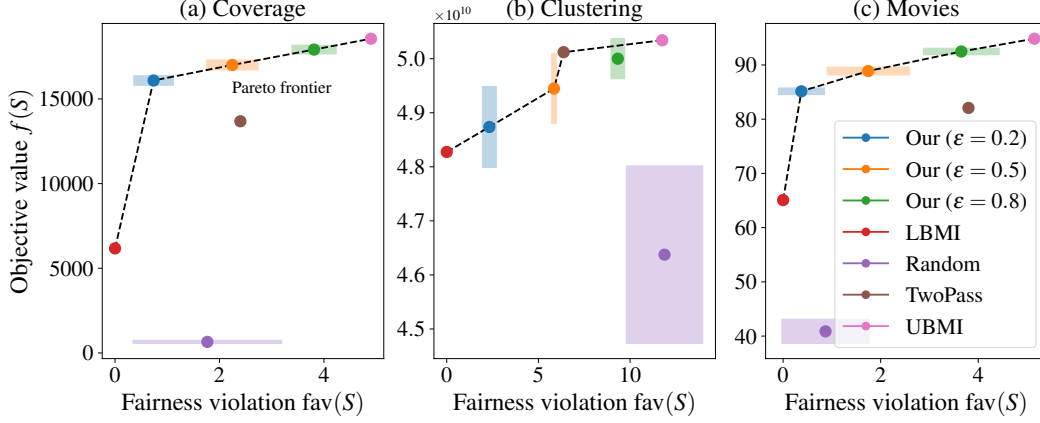 (a) Coverage
Objective value f(S)
15000
10000
5000
0
Pareto frontier
0
2
4
Fairness violation fav(S)
(b) Clustering
×10¹⁰
5.0
4.9
4.8
4.7
4.6
4.5
0
5
10
Fairness violation fav(S)
(c) Movies
90
80
70
60
50
40
Our (ε = 0.2)
Our (ε = 0.5)
Our (ε = 0.8)
LBMI
Random
TwoPass
UBMI
0
2
4
Fairness violation fav(S)